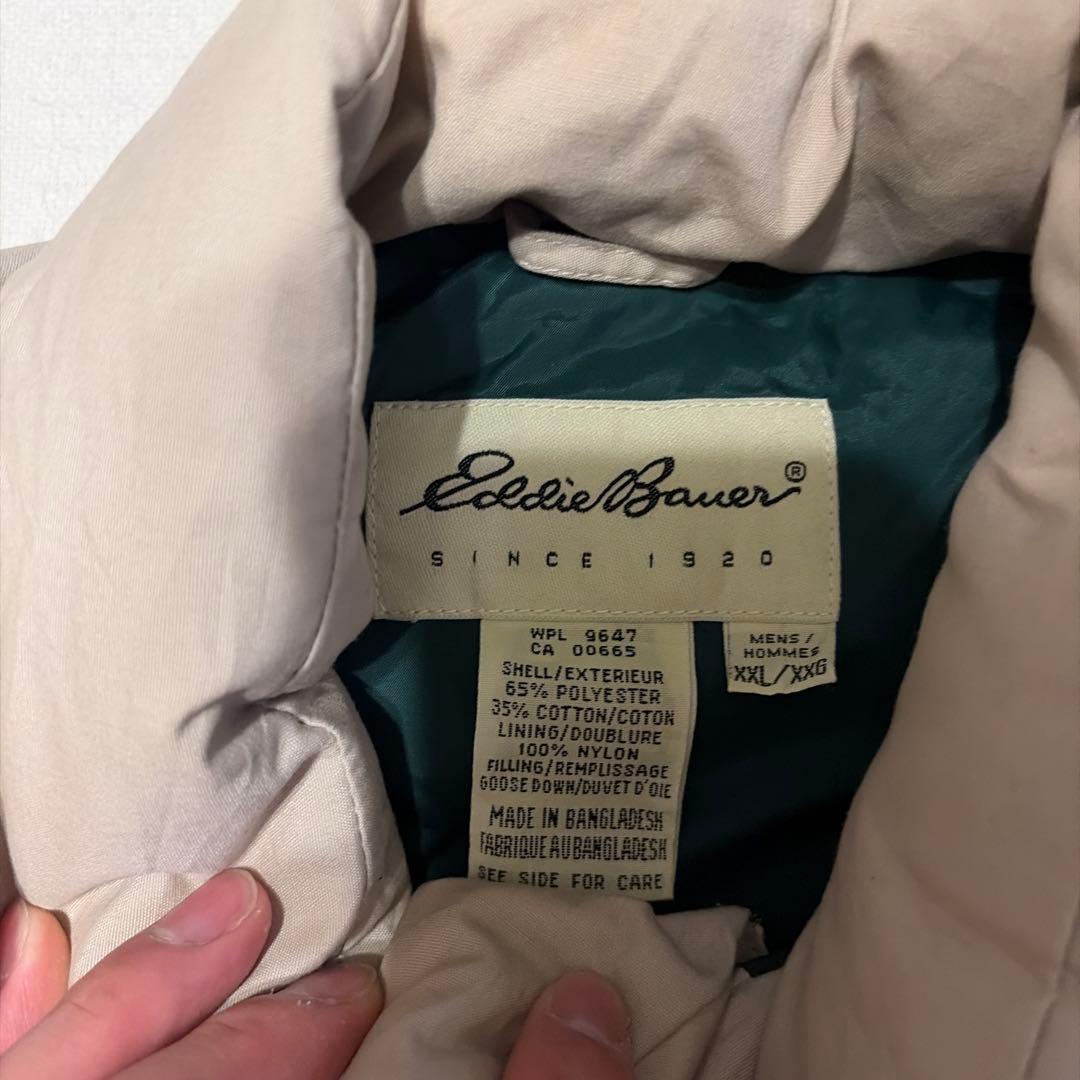 Eddie Bauer®
SINCE 1920
WPL 9647
CA 00665
SHELL/EXTERIEUR
65% POLYESTER
35% COTTON/COTON
LINING/DOUBLURE
100% NYLON
FILLING/REMPLISSAGE
GOOSE DOWN/DUVET D'OIE
MADE IN BANGLADESH
FABRIQUE AU BANGLADESH
SEE SIDE FOR CARE
MENS/
HOMMES
XXL/XXG